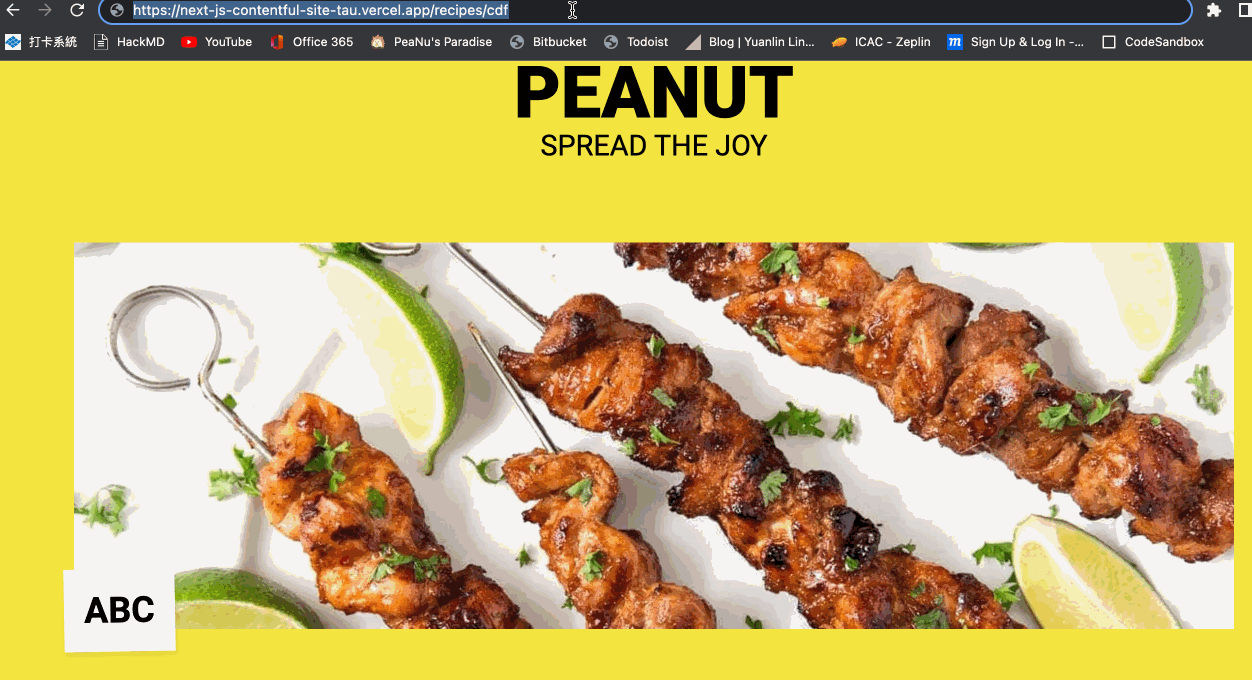 https://next-js-contentful-site-tau.vercel.app/recipes/cdf
打卡系統 HackMD YouTube Office 365 PeaNu's Paradise Bitbucket Todoist Blog | Yuanlin Lin... ICAC - Zeplin Sign Up & Log In -... CodeSandbox
PEANUT
SPREAD THE JOY
ABC